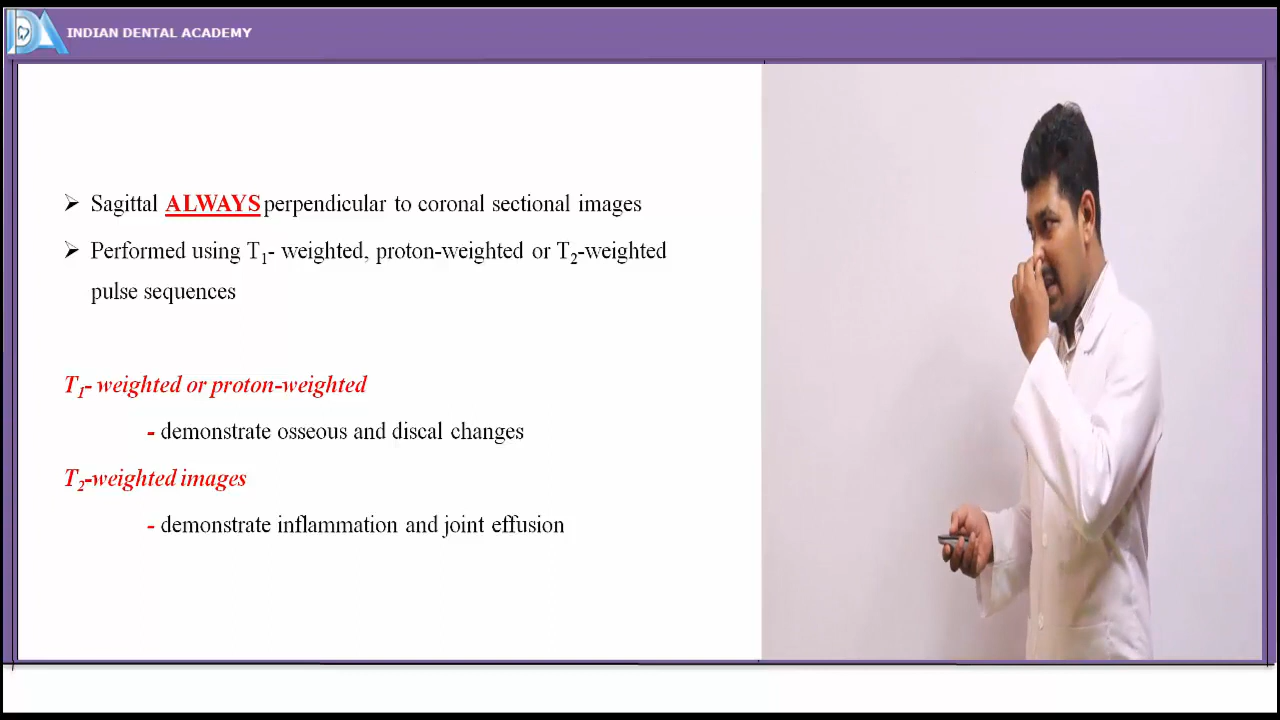 INDIAN DENTAL ACADEMY
➢ Sagittal ALWAYS perpendicular to coronal sectional images
➢ Performed using T1- weighted, proton-weighted or T2-weighted
pulse sequences
T1- weighted or proton-weighted
- demonstrate osseous and discal changes
T2-weighted images
- demonstrate inflammation and joint effusion